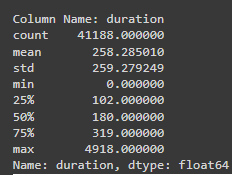 Column Name: duration
count    41188.000000
mean       258.285010
std        259.279249
min          0.000000
25%        102.000000
50%        180.000000
75%        319.000000
max       4918.000000
Name: duration, dtype: float64